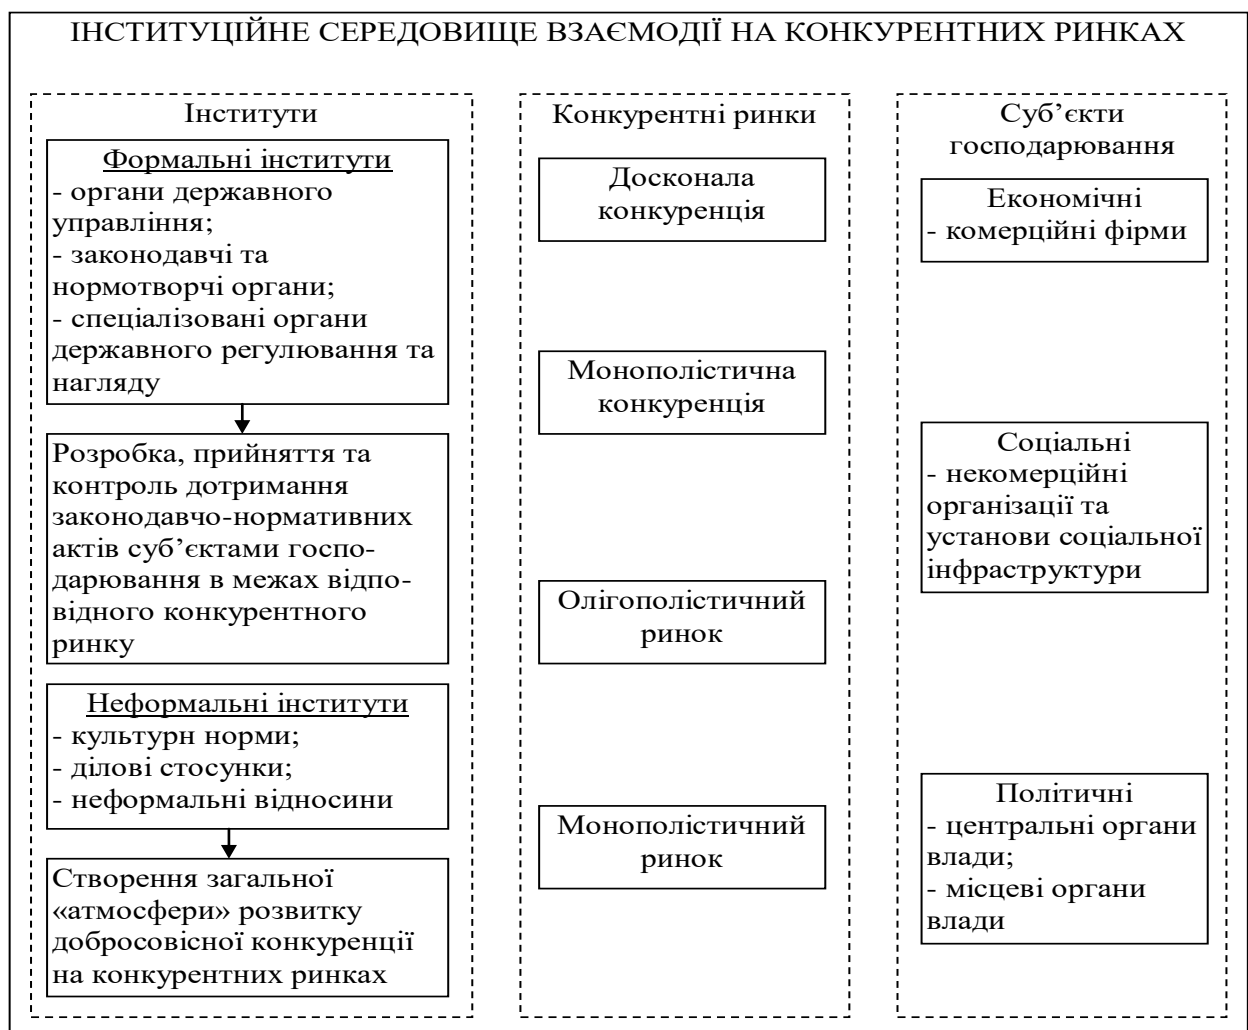 ІНСТИТУЦІЙНЕ СЕРЕДОВИЩЕ ВЗАЄМОДІЇ НА КОНКУРЕНТНИХ РИНКАХ
Інститути
Формальні інститути
- органи державного
управління;
- законодавчі та
нормотворчі органи;
- спеціалізовані органи
державного регулювання та
нагляду
Розробка, прийняття та
контроль дотримання
законодавчо-нормативних
актів суб’єктами госпо-
дарювання в межах відпо-
відного конкурентного
ринку
Неформальні інститути
- культурн норми;
- ділові стосунки;
- неформальні відносини
Створення загальної
«атмосфери» розвитку
добросовісної конкуренції
на конкурентних ринках
Конкурентні ринки
Досконала
конкуренція
Монополістична
конкуренція
Олігополістичний
ринок
Монополістичний
ринок
Суб’єкти
господарювання
Економічні
- комерційні фірми
Соціальні
- некомерційні
організації та
установи соціальної
інфраструктури
Політичні
- центральні органи
влади;
- місцеві органи
влади